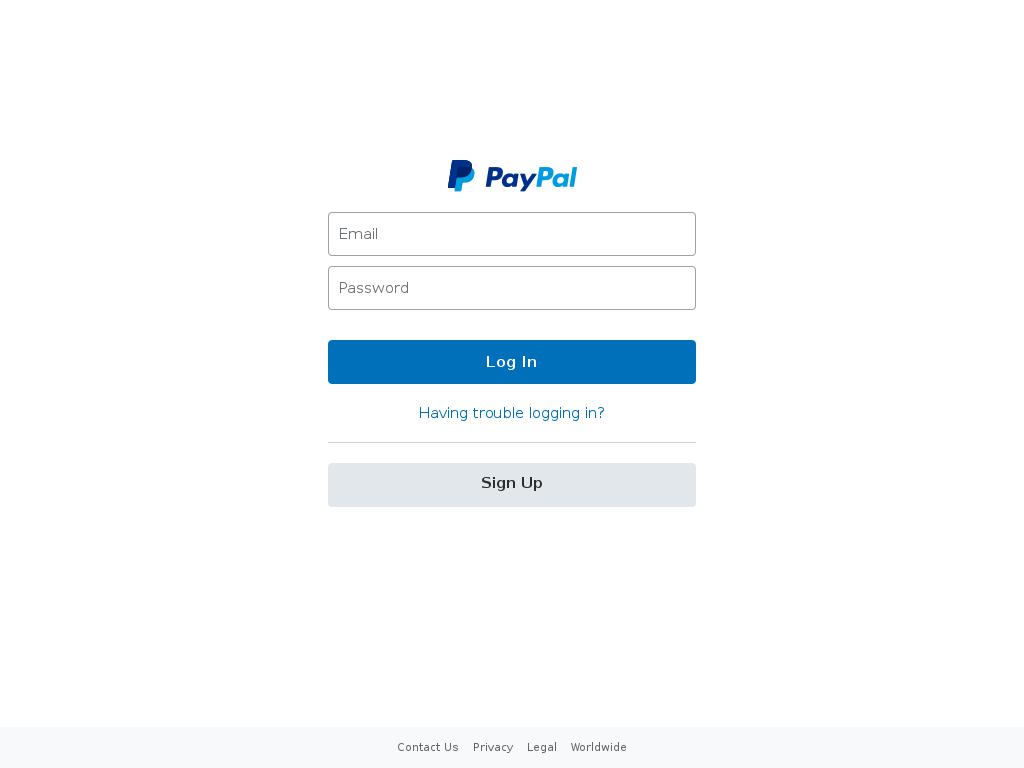 PayPal
Email
Password
Log In
Having trouble logging in?
Sign Up
Contact Us Privacy Legal Worldwide